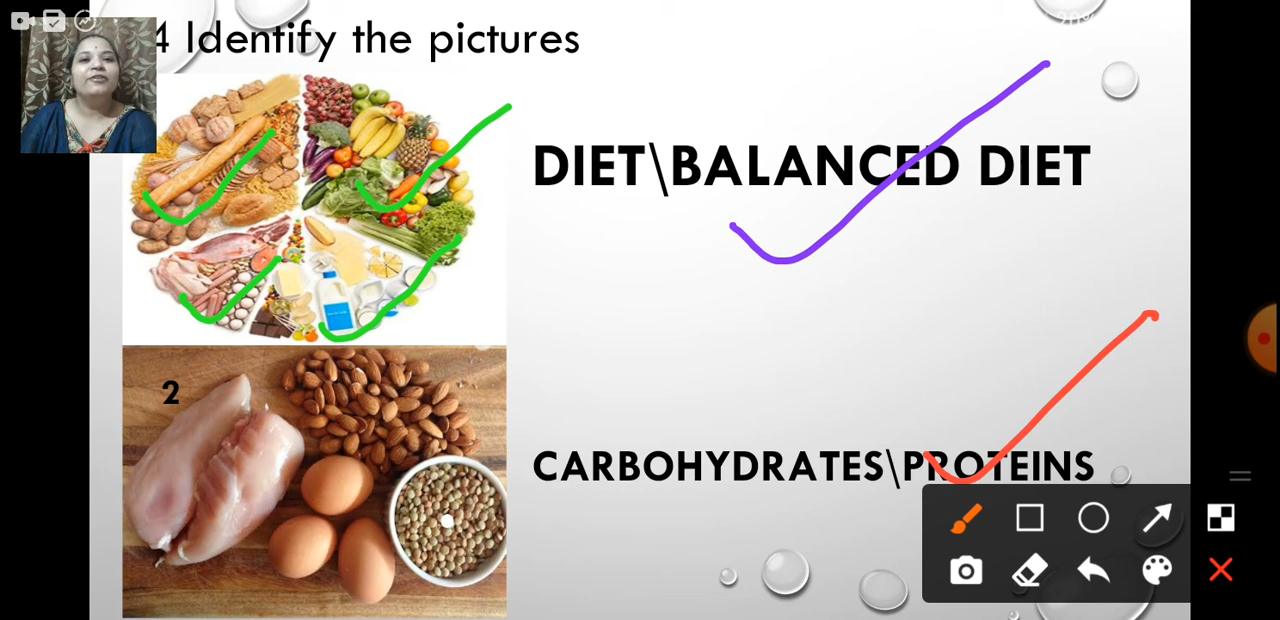 4 Identify the pictures
DIET\BALANCED DIET
2
CARBOHYDRATES\PROTEINS